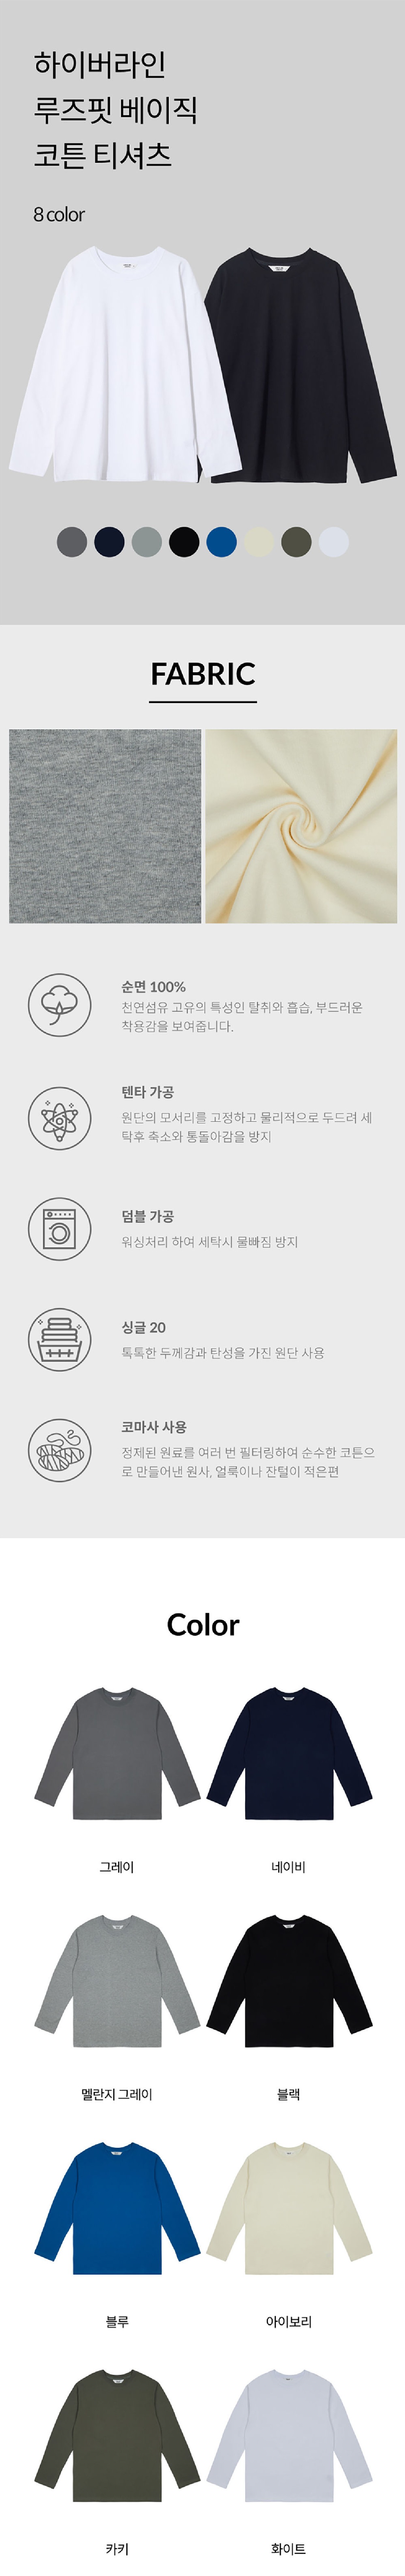 하이버라인
루즈핏 베이직
코튼 티셔츠
8 color
FABRIC
순면 100%
천연섬유 고유의 특성인 탈취와 흡습, 부드러운
착용감을 보여줍니다.
텐타 가공
원단의 모서리를 고정하고 물리적으로 두드려 세
탁후 축소와 통돌아감을 방지
덤블 가공
워싱처리 하여 세탁시 물빠짐 방지
싱글 20
톡톡한 두께감과 탄성을 가진 원단 사용
코마사 사용
정제된 원료를 여러 번 필터링하여 순수한 코튼으
로 만들어낸 원사, 얼룩이나 잔털이 적은편
Color
그레이
네이비
멜란지 그레이
블랙
블루
아이보리
카키
화이트